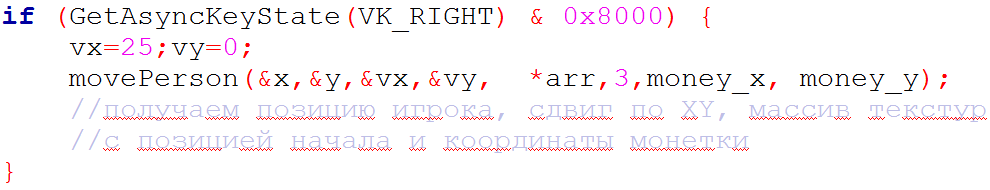 if (GetAsyncKeyState(VK_RIGHT) & 0x8000) {
vx=25;vy=0;
movePerson(&x,&y,&vx,&vy, *arr,3,money_x, money_y);
//получаем позицию игрока, сдвиг по XY, массив текстур
//с позицией начала и координаты монетки
}